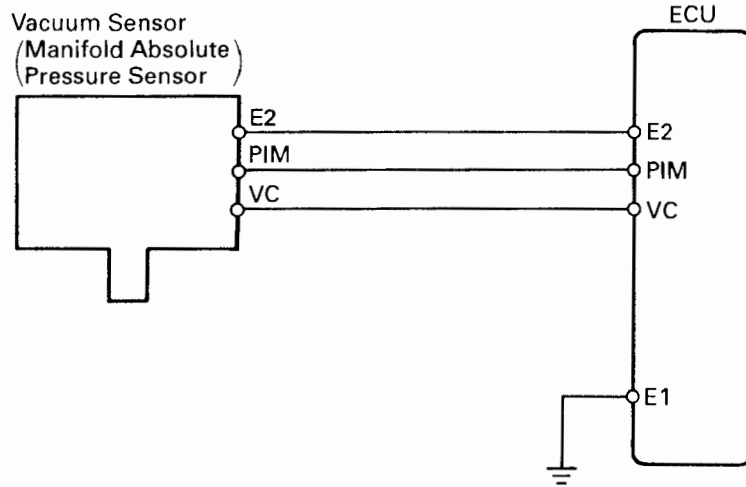 Vacuum Sensor
(Manifold Absolute
Pressure Sensor)
ECU
E2
PIM
VC
E2
PIM
VC
E1